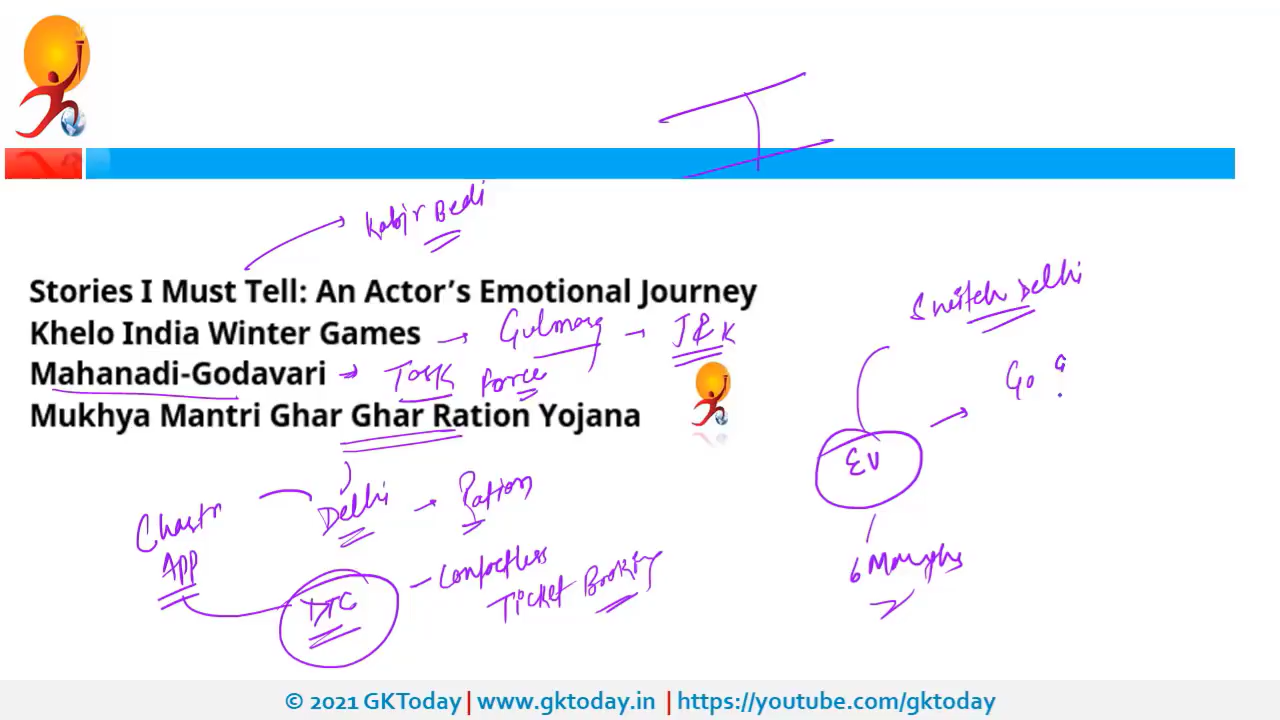 Kabir Bedi
Stories I Must Tell: An Actor's Emotional Journey
Switch Delhi
Khelo India Winter Games → Gulmarg → J&K
Mahanadi-Godavari → Task Force
Go
Mukhya Mantri Ghar Ghar Ration Yojana
EV
Delhi → Ration
App
6
DTC - Contactless
Ticket Booking
© 2021 GKToday | www.gktoday.in | https://youtube.com/gktoday